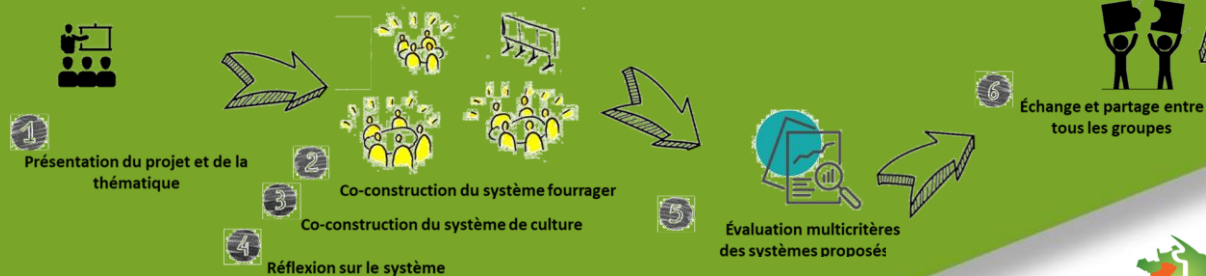 1
Présentation du projet et de la
thématique
2
Co-construction du système fourrager
3
Co-construction du système de culture
4
Réflexion sur le système
5
Évaluation multicritères
des systèmes proposés
6
Échange et partage entre
tous les groupes